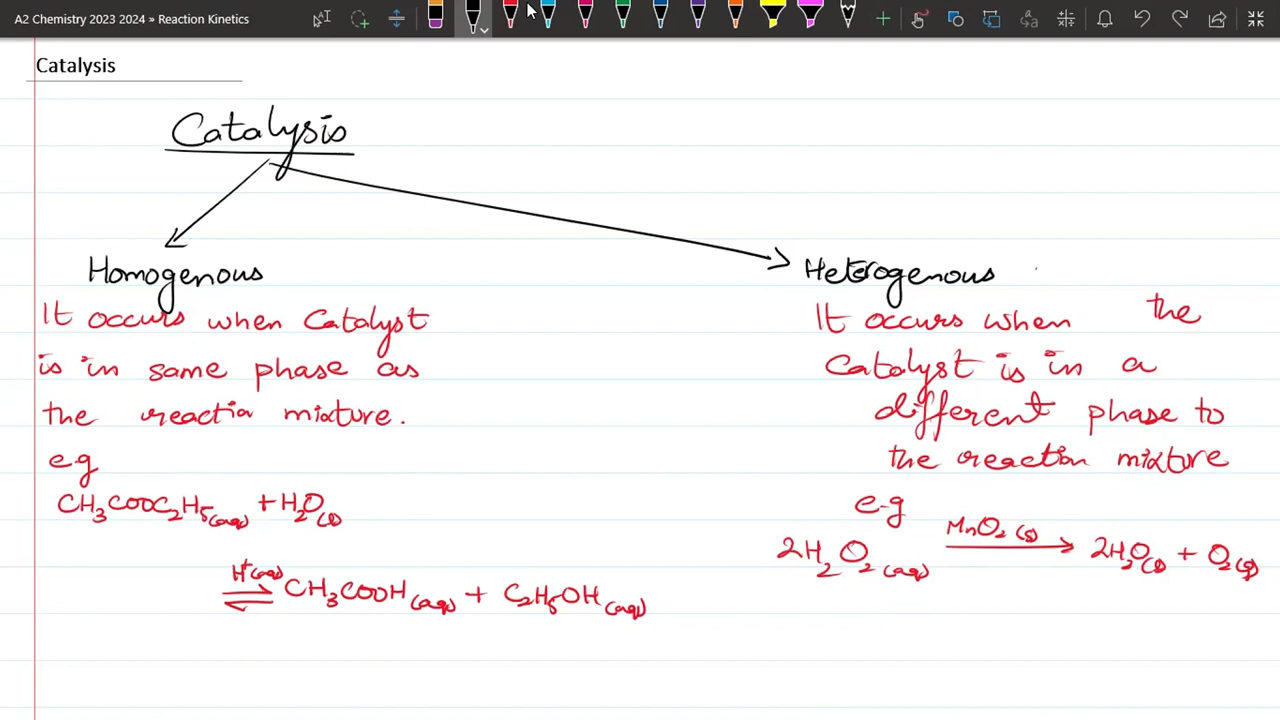 A2 Chemistry 2023 2024 » Reaction Kinetics
Catalysis
Catalysis
Homogenous
It occurs when Catalyst
is in same phase as
the reaction mixture.
e.g
CH₃COOC₂H₅(aq) + H₂O(l)
H⁺(aq)
⇌ CH₃COOH(aq) + C₂H₅OH(aq)
Heterogenous
It occurs when the
Catalyst is in a
different phase to
the reaction mixture
e-g
MnO₂(s)
2H₂O₂(aq) → 2H₂O(l) + O₂(g)